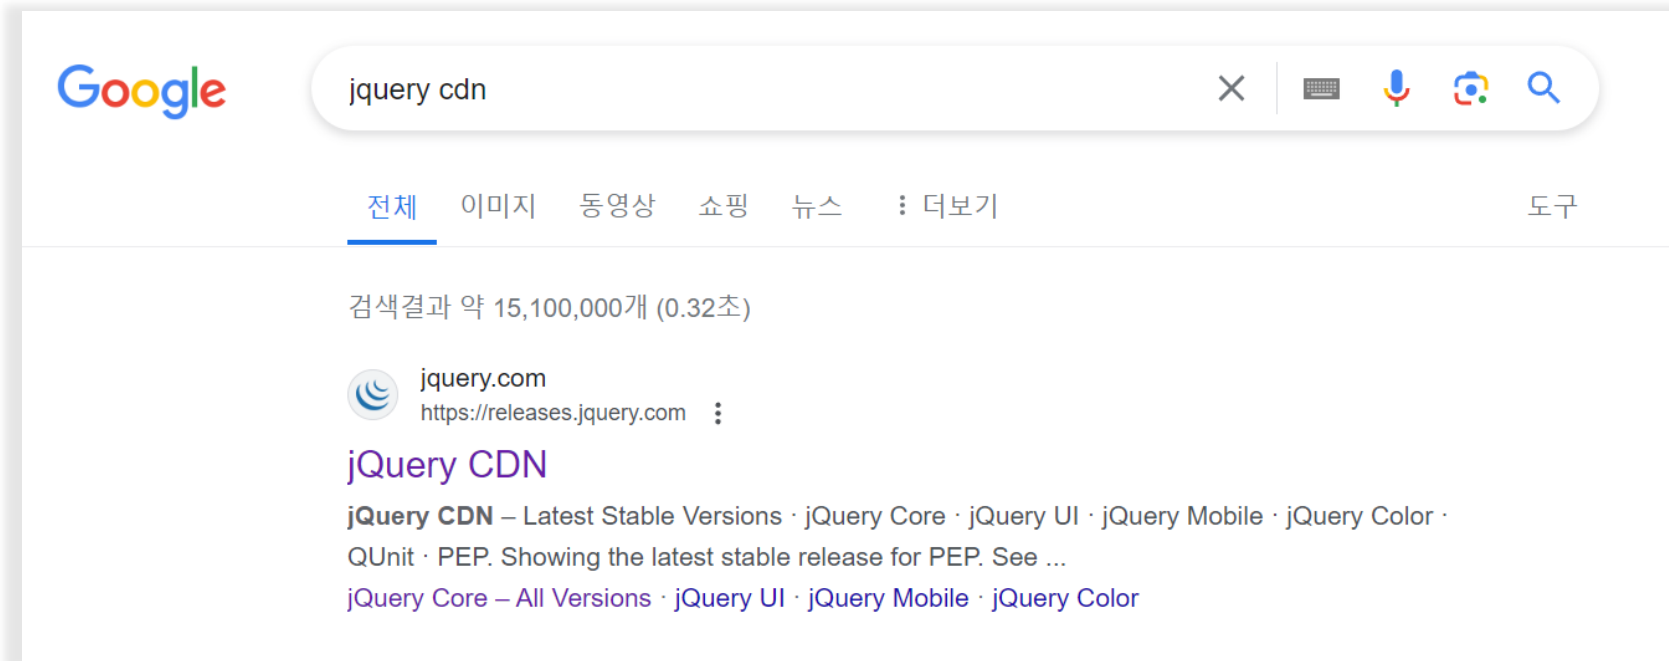 Google
jquery cdn
전체 이미지 동영상 쇼핑 뉴스 더보기 도구
검색결과 약 15,100,000개 (0.32초)
jquery.com
https://releases.jquery.com
jQuery CDN
jQuery CDN – Latest Stable Versions · jQuery Core · jQuery UI · jQuery Mobile · jQuery Color ·
QUnit · PEP. Showing the latest stable release for PEP. See ...
jQuery Core – All Versions · jQuery UI · jQuery Mobile · jQuery Color